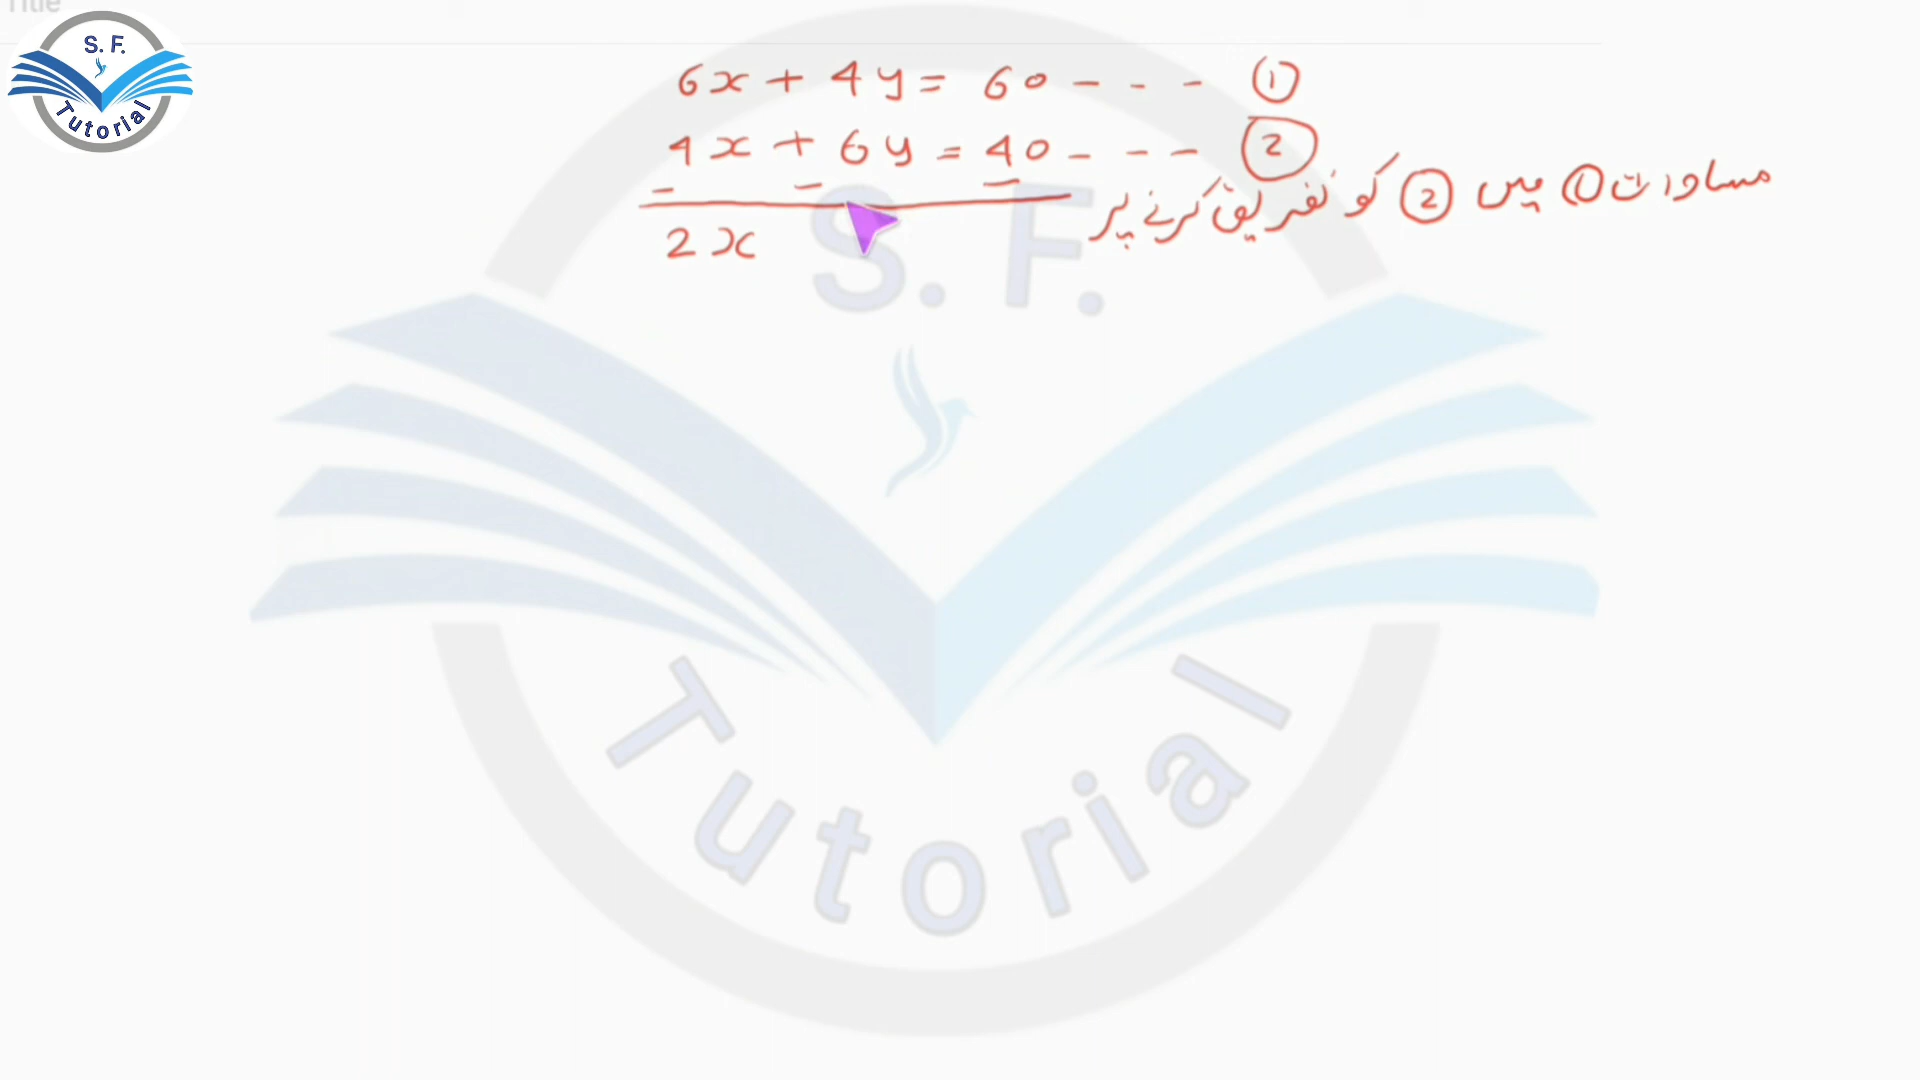 Title
S. F.
Tutorial
6x + 4y = 60 - - - ①
4x + 6y = 40 - - - ②
- - -
مساوات ① میں ② کو تفریق کرنے پر
2x
S. F.
Tutorial